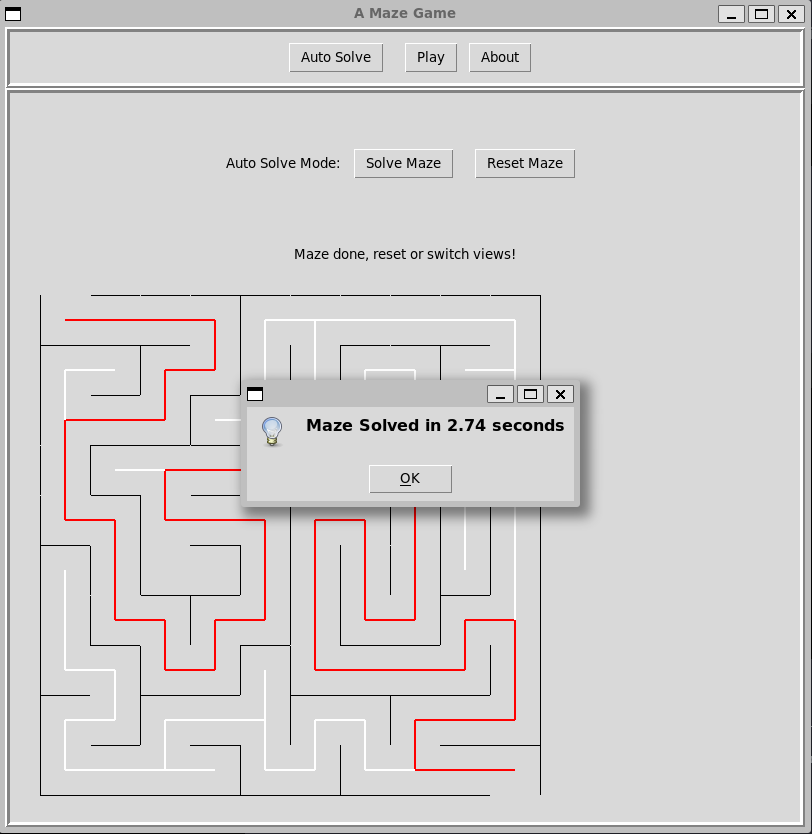 A Maze Game
Auto Solve Play About
Auto Solve Mode: Solve Maze Reset Maze
Maze done, reset or switch views!
Maze Solved in 2.74 seconds
OK